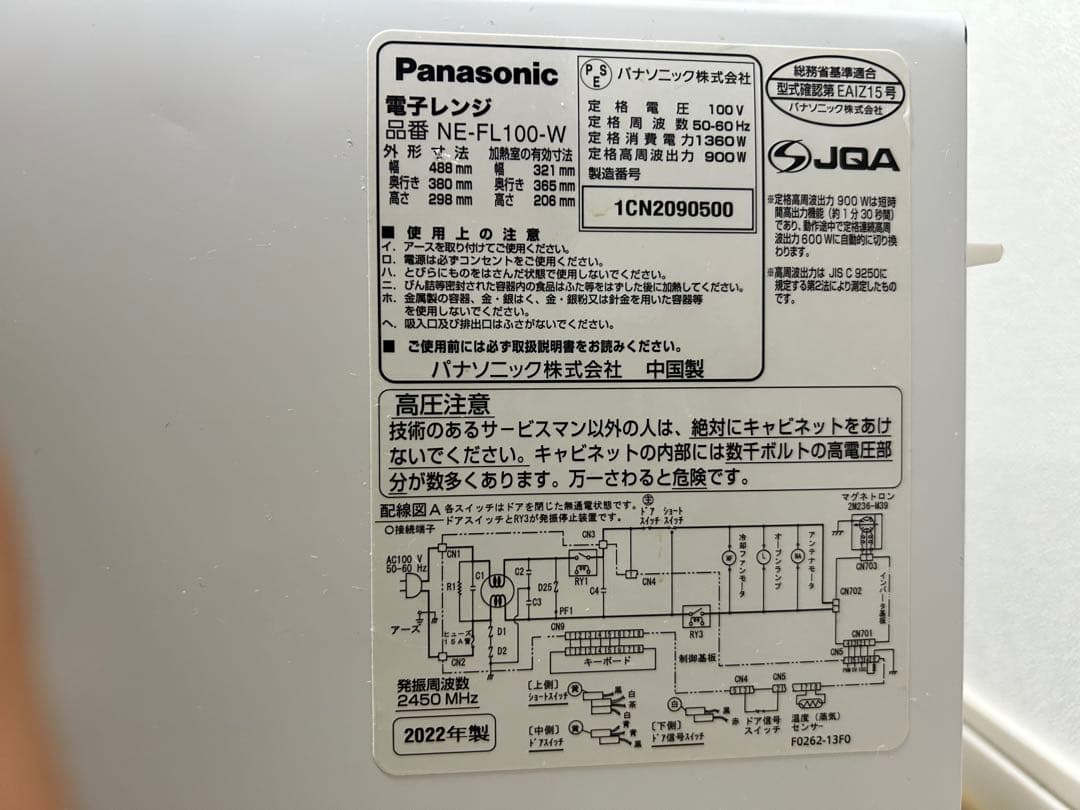 Panasonic
電子レンジ
品番 NE-FL100-W
外形寸法 加熱室の有効寸法
幅 488 mm 幅 321 mm
奥行き 380 mm 奥行き 365 mm
高さ 298 mm 高さ 206 mm
PSE パナソニック株式会社
定格電圧 100V
定格周波数 50-60 Hz
定格消費電力 1360W
定格高周波出力 900W
製造番号
1CN2090500
■ 使用上の注意
イ. アースを取り付けてご使用ください。
ロ. 電源は必ずコンセントをご使用ください。
ハ. とびらにものをはさんだ状態で使用しないでください。
ニ. びん詰等密封された容器内の食品はふた等をはずした後に加熱してください。
ホ. 金属製の容器、金・銀はく、金・銀粉又は針金を用いた容器等
を使用しないでください。
ヘ. 吸入口及び排出口はふさがないでください。
■ ご使用前には必ず取扱説明書をお読みください。
パナソニック株式会社 中国製
総務省基準適合
型式確認第EAIZ15号
パナソニック株式会社
JQA
※定格高周波出力 900 Wは短時
間高出力機能（約1分30秒間）
であり、動作途中で定格連続高周
波出力600Wに自動的に切り換
わります。
※高周波出力は JIS C 9250に
規定する第2法により測定したもの
です。
高圧注意
技術のあるサービスマン以外の人は、絶対にキャビネットをあけ
ないでください。キャビネットの内部には数千ボルトの高電圧部
分が数多くあります。万一さわると危険です。
配線図A 各スイッチはドアを閉じた無通電状態です。
ドアスイッチとRY3が発振停止装置です。
○接続端子
主
ドア スイッチ
ショート スイッチ
マグネトロン
2M236-M39
AC100 V
50-60 Hz
CN1
R1
C1
C2
C3
D25
PF1
RY1
C4
CN3
CN4
冷却ファンモータ
MF
オーブンランプ
L
アンテナモータ
MA
CN703
CN702
インバータ基板
CN701
アース
ヒューズ
15A管
CN2
D1
D2
CN9
キーボード
RY3
制御基板
CN5
発振周波数
2450 MHz
2022年製
〔上側〕
ショートスイッチ
黄
黒
白
茶
白
〔中側〕
ドアスイッチ
黄
青
青
黒
〔下側〕
ドア信号スイッチ
白
黒
赤
CN4
CN5
ドア信号
スイッチ
温度（蒸気）
センサー
F0262-13F0